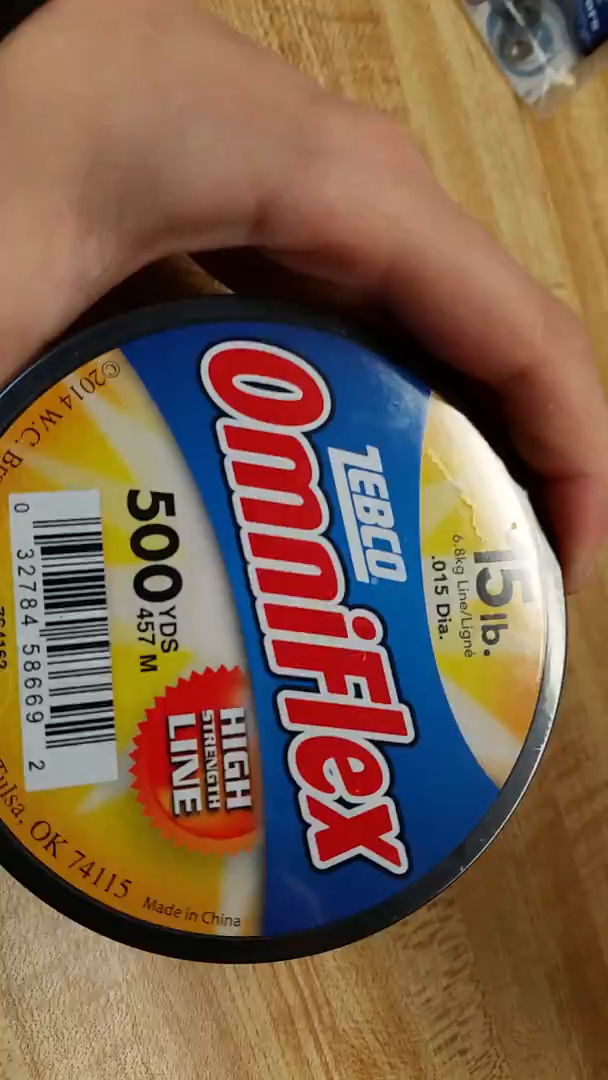 15 lb.
6.8kg Line/Ligne
.015 Dia.
ZEBCO
OmniFlex
HIGH
STRENGTH
LINE
500 YDS
457 M
0 32784 58669 2
©2014 W.C.
Tulsa, OK 74115
Made in China